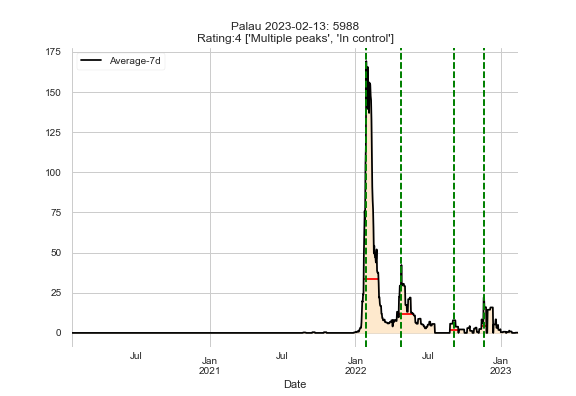 Palau 2023-02-13: 5988
Rating:4 ['Multiple peaks', 'In control']
175
Average-7d
150
125
100
75
50
25
0
Jul
Jan
2021
Jul
Jan
2022
Jul
Jan
2023
Date